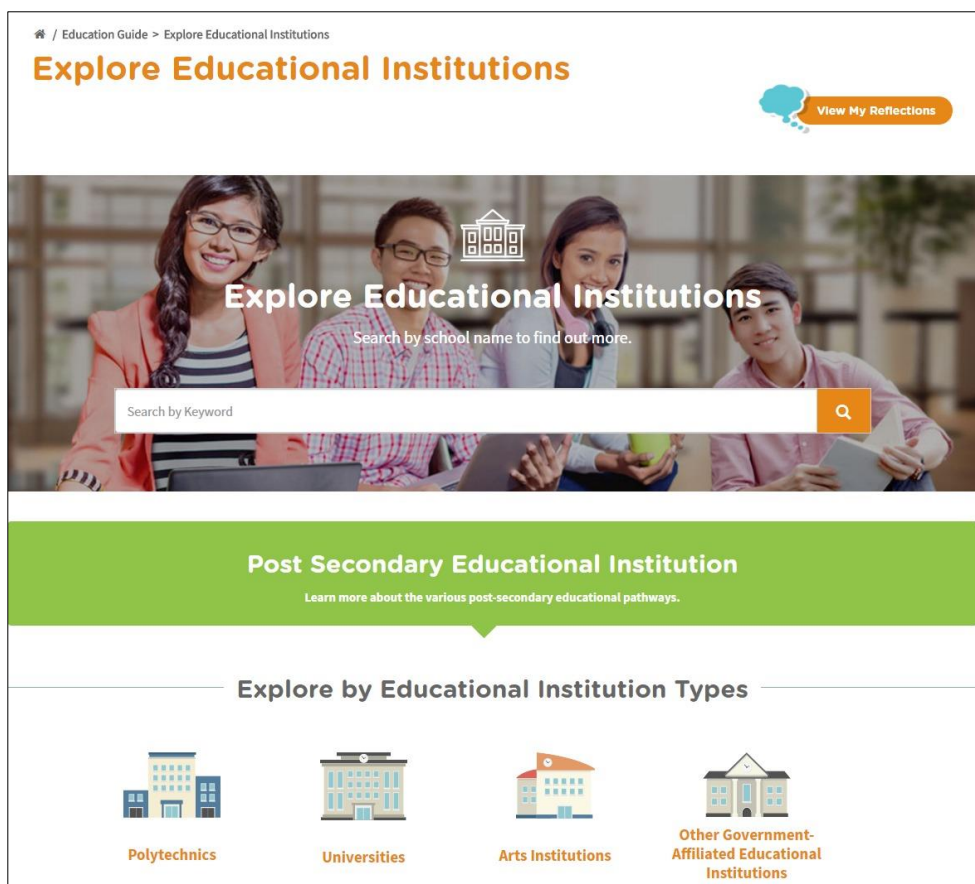 / Education Guide > Explore Educational Institutions
Explore Educational Institutions
View My Reflections
Explore Educational Institutions
Search by school name to find out more.
Search by Keyword
Post Secondary Educational Institution
Learn more about the various post-secondary educational pathways.
Explore by Educational Institution Types
Polytechnics
Universities
Arts Institutions
Other Government-
Affiliated Educational
Institutions